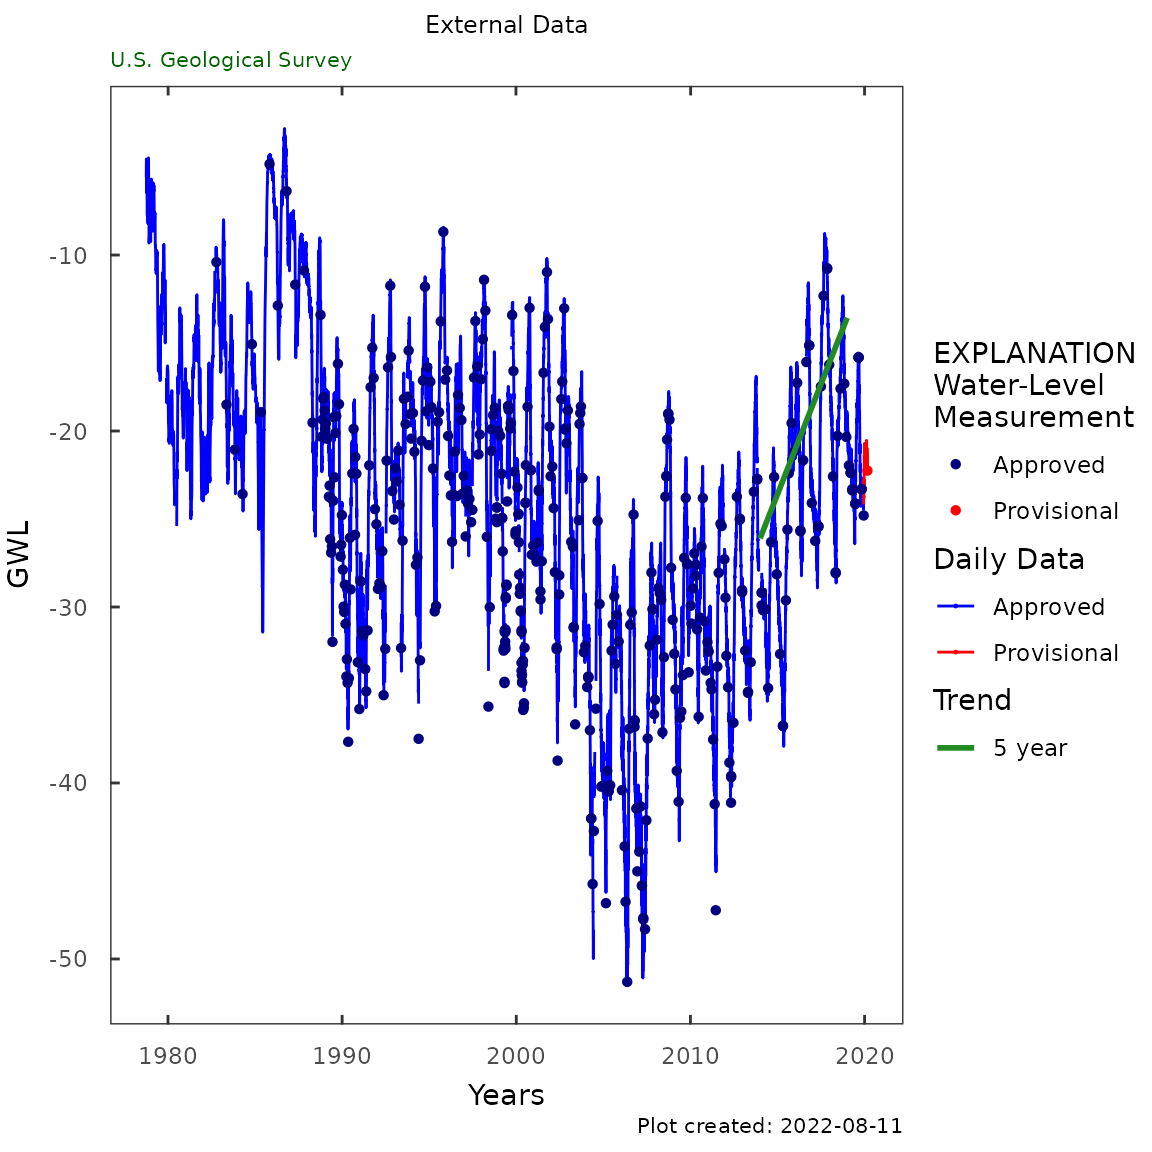 External Data
U.S. Geological Survey
GWL
-10
-20
-30
-40
-50
1980 1990 2000 2010 2020
Years
Plot created: 2022-08-11
EXPLANATION
Water-Level
Measurement
Approved
Provisional
Daily Data
Approved
Provisional
Trend
5 year